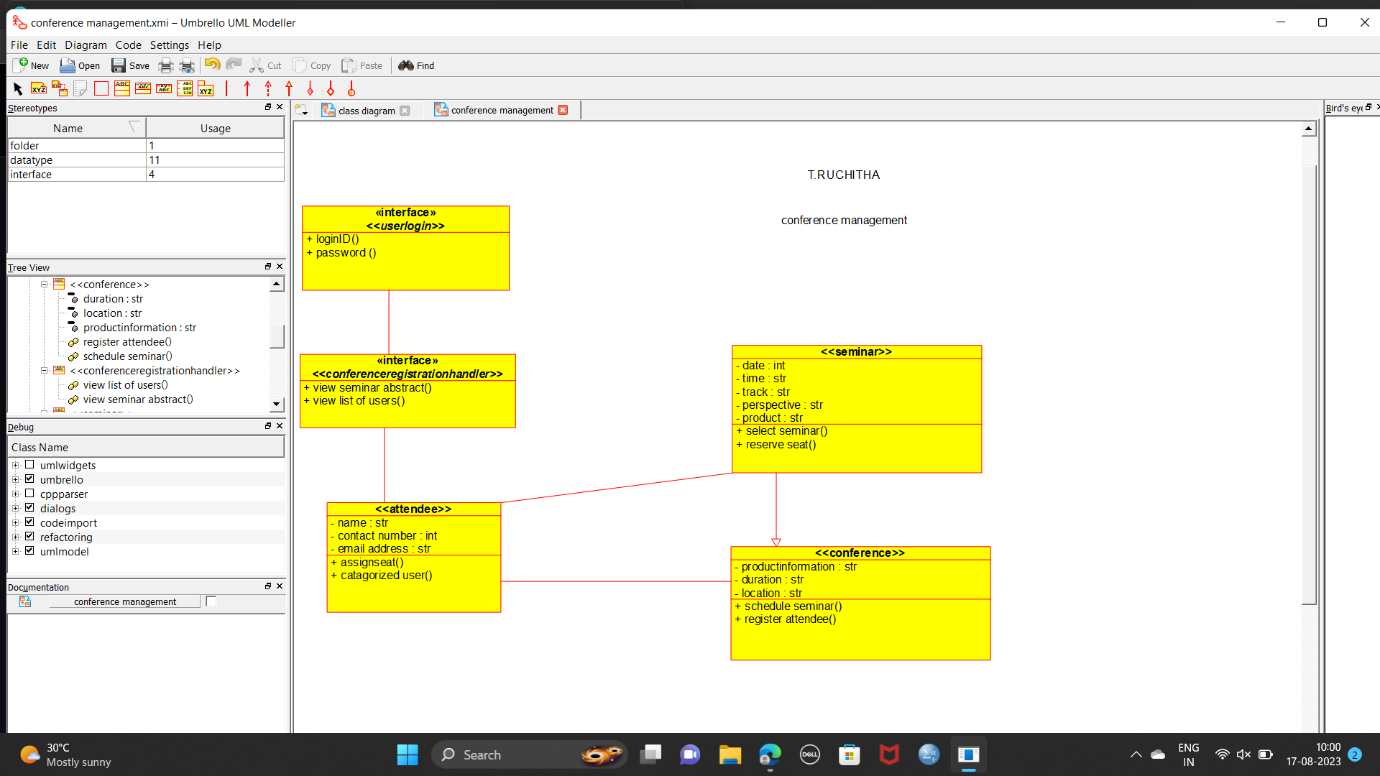 conference management.xmi – Umbrello UML Modeller
File Edit Diagram Code Settings Help
New Open Save Cut Copy Paste Find
Stereotypes
Name Usage
folder 1
datatype 11
interface 4
Tree View
<<conference>>
duration : str
location : str
productinformation : str
register attendee()
schedule seminar()
<<conferenceregistrationhandler>>
view list of users()
view seminar abstract()
Debug
Class Name
umlwidgets
umbrello
cppparser
dialogs
codeimport
refactoring
umlmodel
Documentation
conference management
class diagram conference management
Bird's eye
T.RUCHITHA
conference management
«interface»
<<userlogin>>
+ loginID()
+ password ()
«interface»
<<conferenceregistrationhandler>>
+ view seminar abstract()
+ view list of users()
<<seminar>>
- date : int
- time : str
- track : str
- perspective : str
- product : str
+ select seminar()
+ reserve seat()
<<attendee>>
- name : str
- contact number : int
- email address : str
+ assignseat()
+ catagorized user()
<<conference>>
- productinformation : str
- duration : str
- location : str
+ schedule seminar()
+ register attendee()
30°C
Mostly sunny
Search
DELL
ENG
IN
10:00
17-08-2023
2